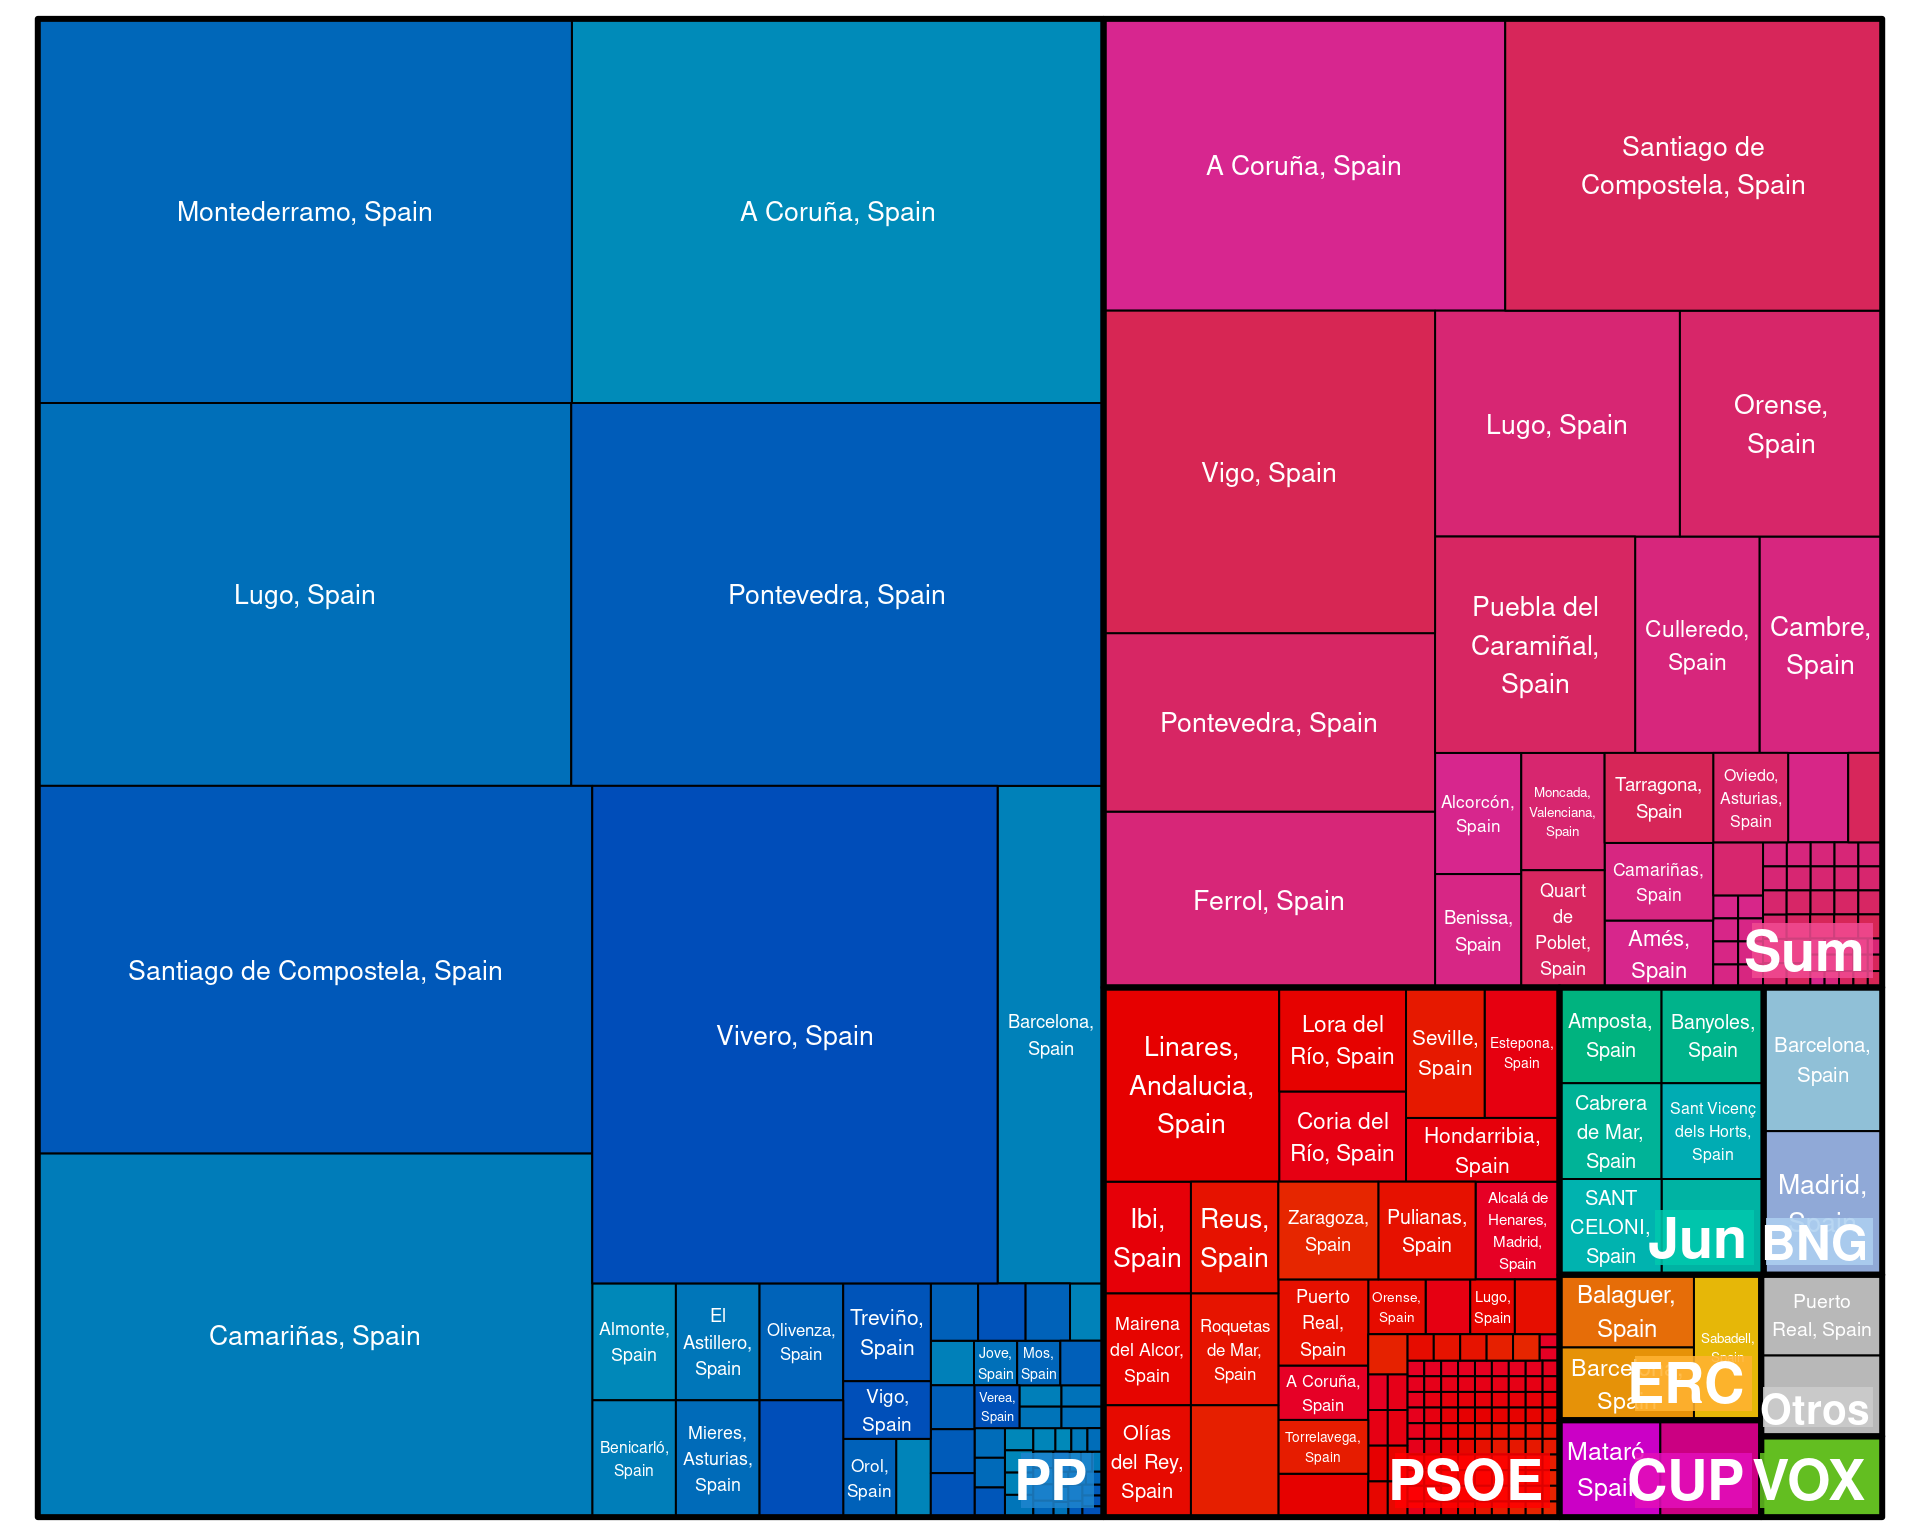 Montederramo, Spain
A Coruña, Spain
Lugo, Spain
Pontevedra, Spain
Santiago de Compostela, Spain
Vivero, Spain
Barcelona,
Spain
Camariñas, Spain
Almonte,
Spain
El
Astillero,
Spain
Olivenza,
Spain
Treviño,
Spain
Jove,
Spain
Mos,
Spain
Vigo,
Spain
Verea,
Spain
Benicarló,
Spain
Mieres,
Asturias,
Spain
Orol,
Spain
PP
A Coruña, Spain
Santiago de
Compostela, Spain
Vigo, Spain
Lugo, Spain
Orense,
Spain
Puebla del
Caramiñal,
Spain
Culleredo,
Spain
Cambre,
Spain
Pontevedra, Spain
Ferrol, Spain
Alcorcón,
Spain
Moncada,
Valenciana,
Spain
Tarragona,
Spain
Oviedo,
Asturias,
Spain
Benissa,
Spain
Quart
de
Poblet,
Spain
Camariñas,
Spain
Amés,
Spain
Sum
Linares,
Andalucia,
Spain
Lora del
Río, Spain
Seville,
Spain
Estepona,
Spain
Coria del
Río, Spain
Hondarribia,
Spain
Ibi,
Spain
Reus,
Spain
Zaragoza,
Spain
Pulianas,
Spain
Alcalá de
Henares,
Madrid,
Spain
Mairena
del Alcor,
Spain
Roquetas
de Mar,
Spain
Puerto
Real,
Spain
Orense,
Spain
Lugo,
Spain
A Coruña,
Spain
Olías
del Rey,
Spain
Torrelavega,
Spain
PSOE
Amposta,
Spain
Banyoles,
Spain
Cabrera
de Mar,
Spain
Sant Vicenç
dels Horts,
Spain
SANT
CELONI,
Spain
Jun
Barcelona,
Spain
Madrid,
Spain
BNG
Balaguer,
Spain
Sabadell,
Spain
Barcelona,
Spain
ERC
Puerto
Real, Spain
Otros
Mataró,
Spain
CUP
VOX